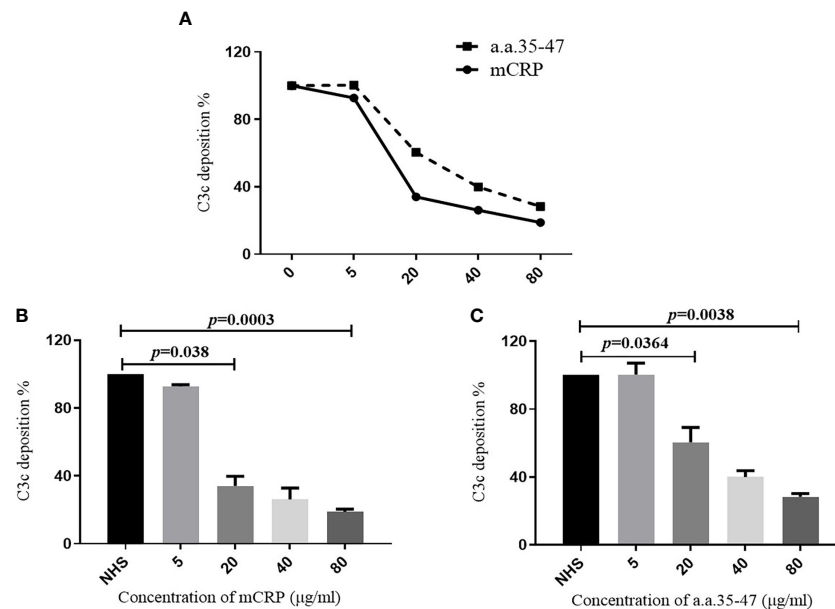 A
120
80
40
0
C3c deposition %
a.a.35-47
mCRP
0
5
20
40
80
B
p=0.0003
p=0.038
120
80
40
0
C3c deposition %
NHS
5
20
40
80
Concentration of mCRP (μg/ml)
C
p=0.0038
p=0.0364
120
80
40
0
C3c deposition %
NHS
5
20
40
80
Concentration of a.a.35-47 (μg/ml)